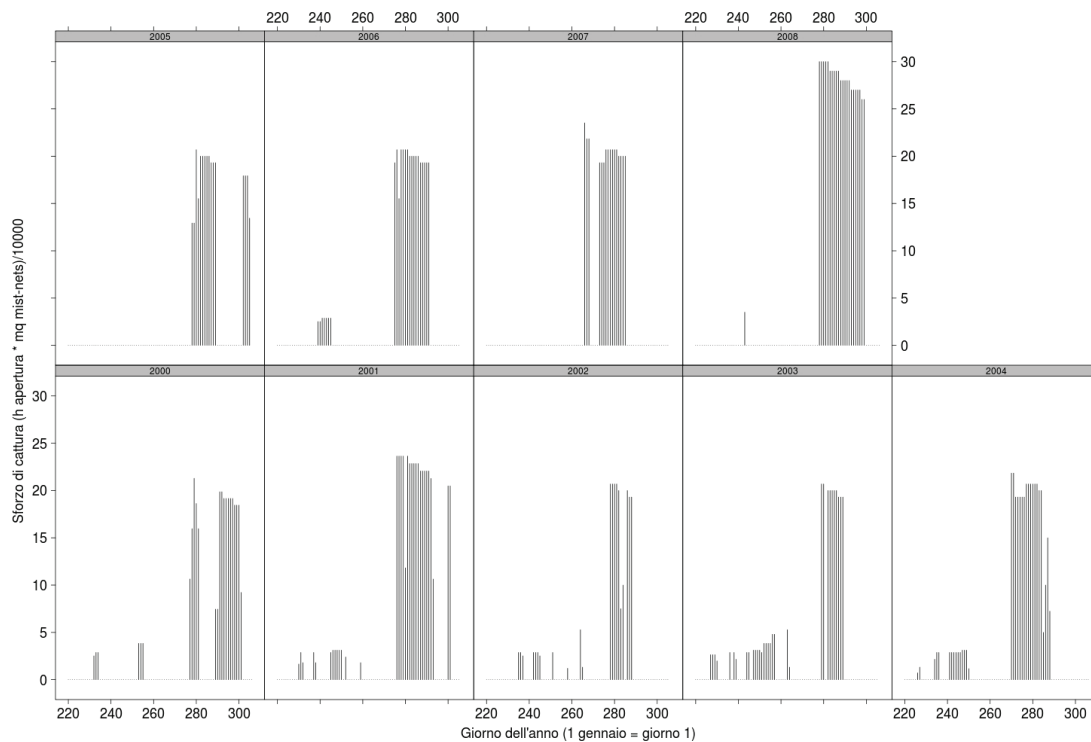 220 240 260 280 300 220 240 260 280 300
2005 2006 2007 2008
30
25
20
15
10
5
0
2000 2001 2002 2003 2004
30
25
20
15
10
5
0
220 240 260 280 300 220 240 260 280 300 220 240 260 280 300
Giorno dell'anno (1 gennaio = giorno 1)
Sforzo di cattura (h apertura * mq mist-nets)/10000